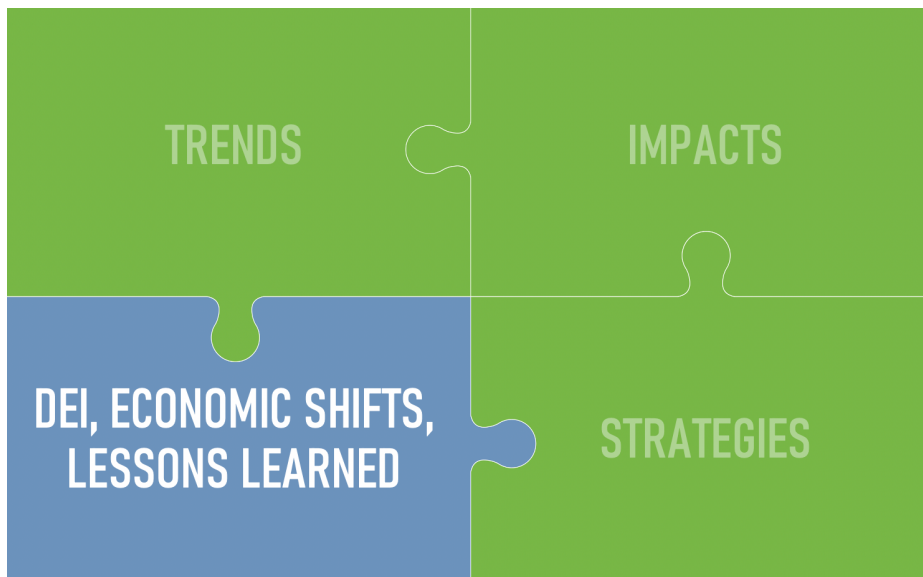 TRENDS
IMPACTS
DEI, ECONOMIC SHIFTS,
LESSONS LEARNED
STRATEGIES